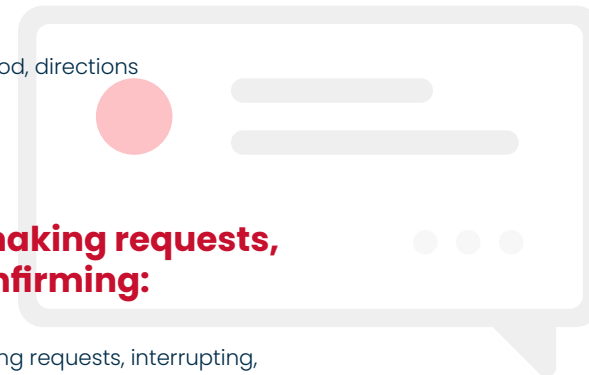 od, directions
naking requests,
nfirming:
ng requests, interrupting,